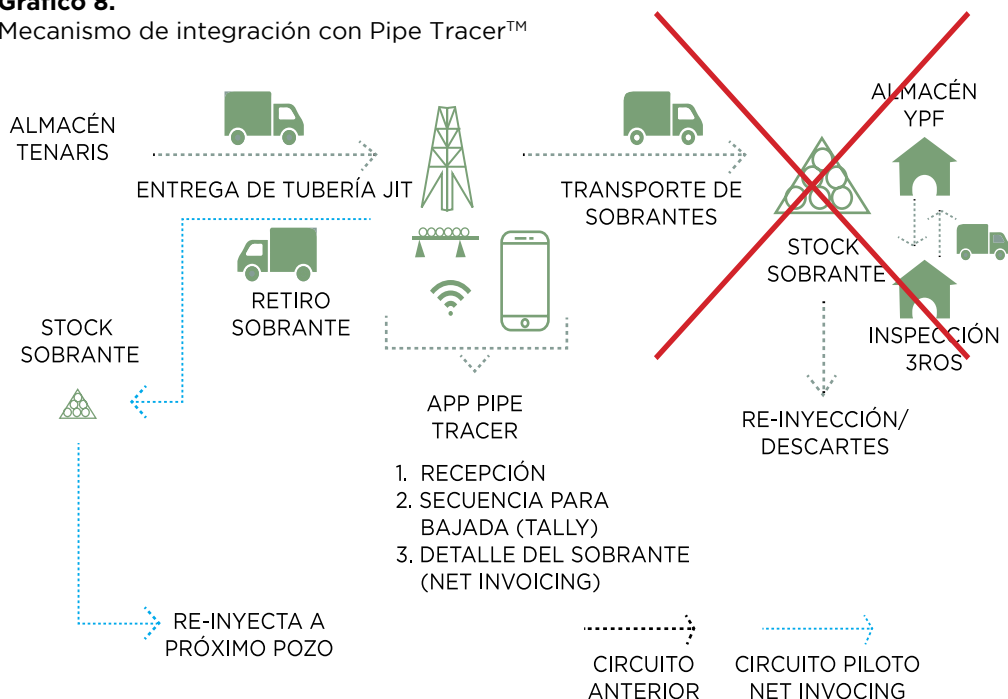 Gráfico 8.
Mecanismo de integración con Pipe Tracer™
ALMACÉN
TENARIS
ENTREGA DE TUBERÍA JIT
TRANSPORTE DE
SOBRANTES
ALMACÉN
YPF
STOCK
SOBRANTE
INSPECCIÓN
3ROS
RETIRO
SOBRANTE
STOCK
SOBRANTE
APP PIPE
TRACER
1. RECEPCIÓN
2. SECUENCIA PARA
BAJADA (TALLY)
3. DETALLE DEL SOBRANTE
(NET INVOICING)
RE-INYECCIÓN/
DESCARTES
RE-INYECTA A
PRÓXIMO POZO
CIRCUITO
ANTERIOR
CIRCUITO PILOTO
NET INVOCING